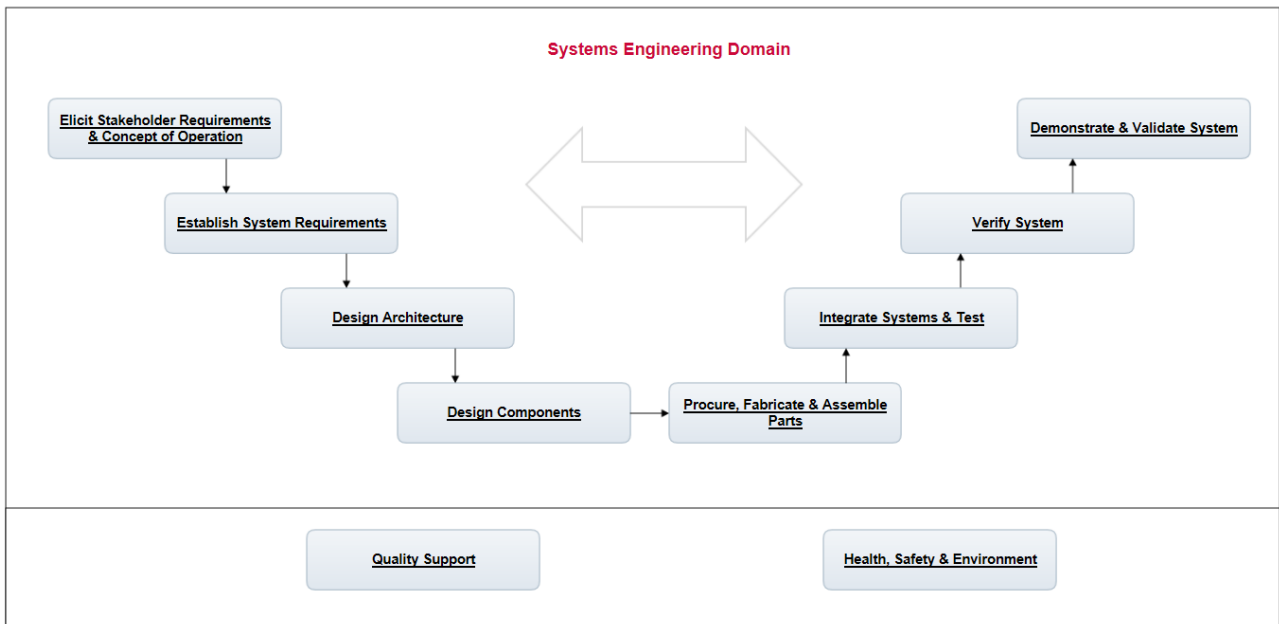 Systems Engineering Domain
Elicit Stakeholder Requirements
& Concept of Operation
Demonstrate & Validate System
Establish System Requirements
Verify System
Design Architecture
Integrate Systems & Test
Design Components
Procure, Fabricate & Assemble
Parts
Quality Support
Health, Safety & Environment